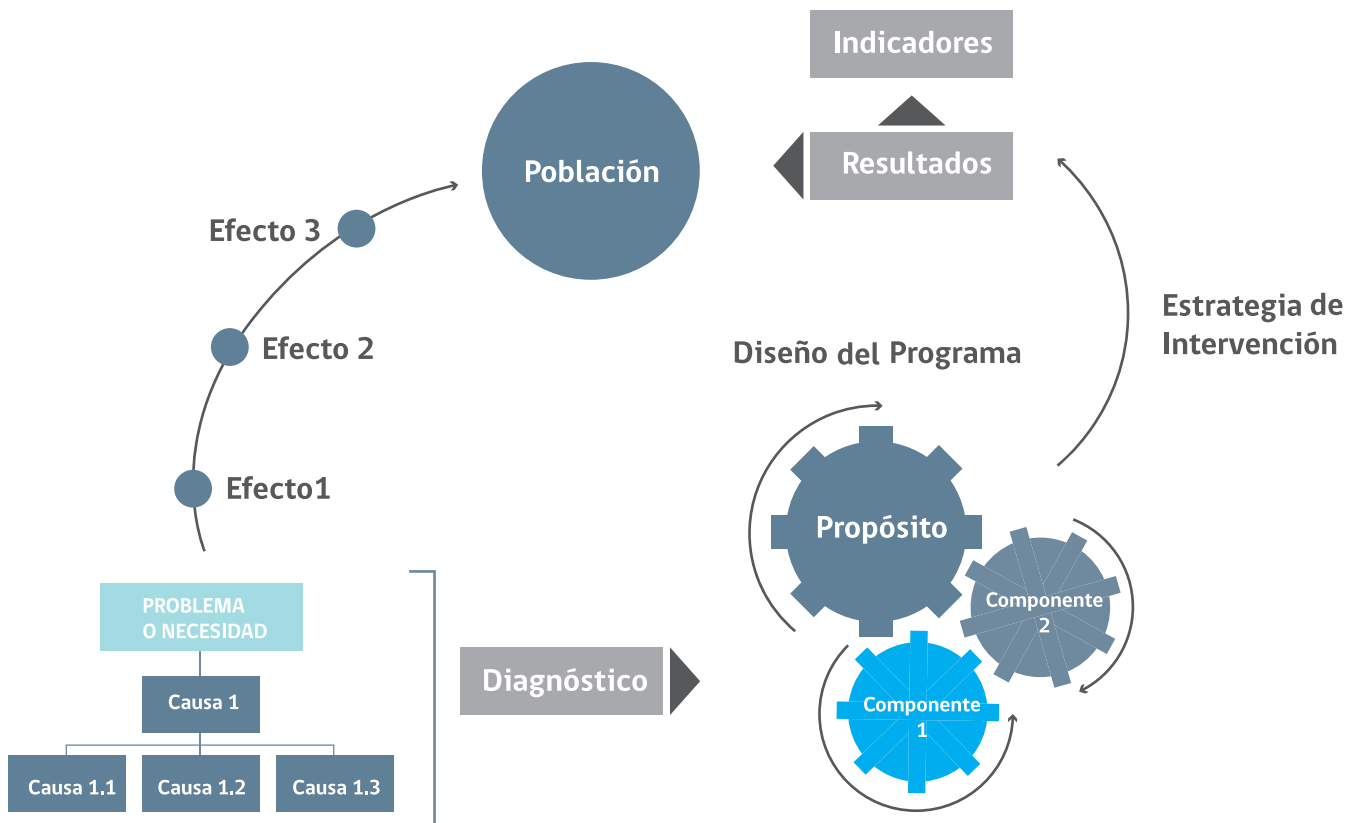 Indicadores
Resultados
Población
Efecto 3
Efecto 2
Efecto1
Estrategia de
Intervención
Diseño del Programa
Propósito
Componente
2
Componente
1
PROBLEMA
O NECESIDAD
Causa 1
Causa 1.1
Causa 1.2
Causa 1.3
Diagnóstico